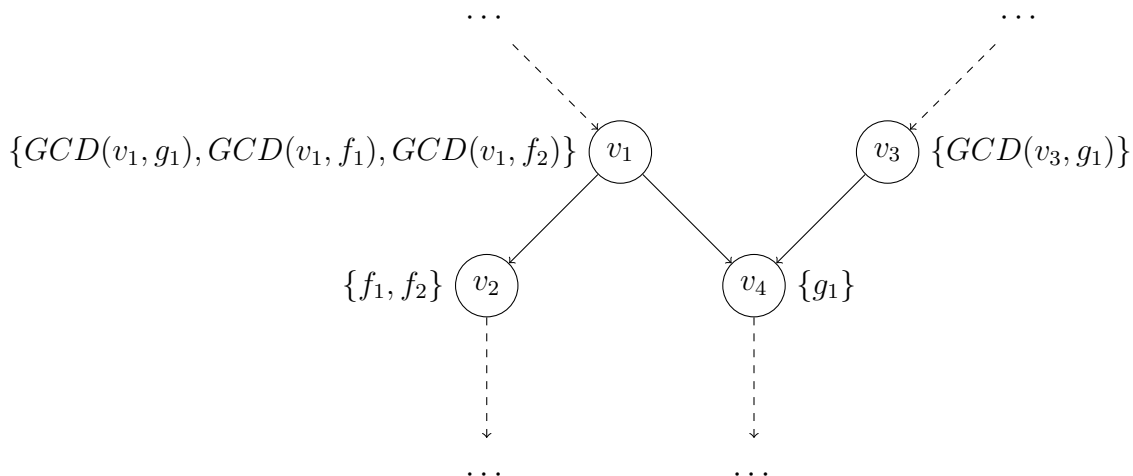 ... ...
{GCD(v₁, g₁), GCD(v₁, f₁), GCD(v₁, f₂)} v₁ v₃ {GCD(v₃, g₁)}
{f₁, f₂} v₂ v₄ {g₁}
... ...